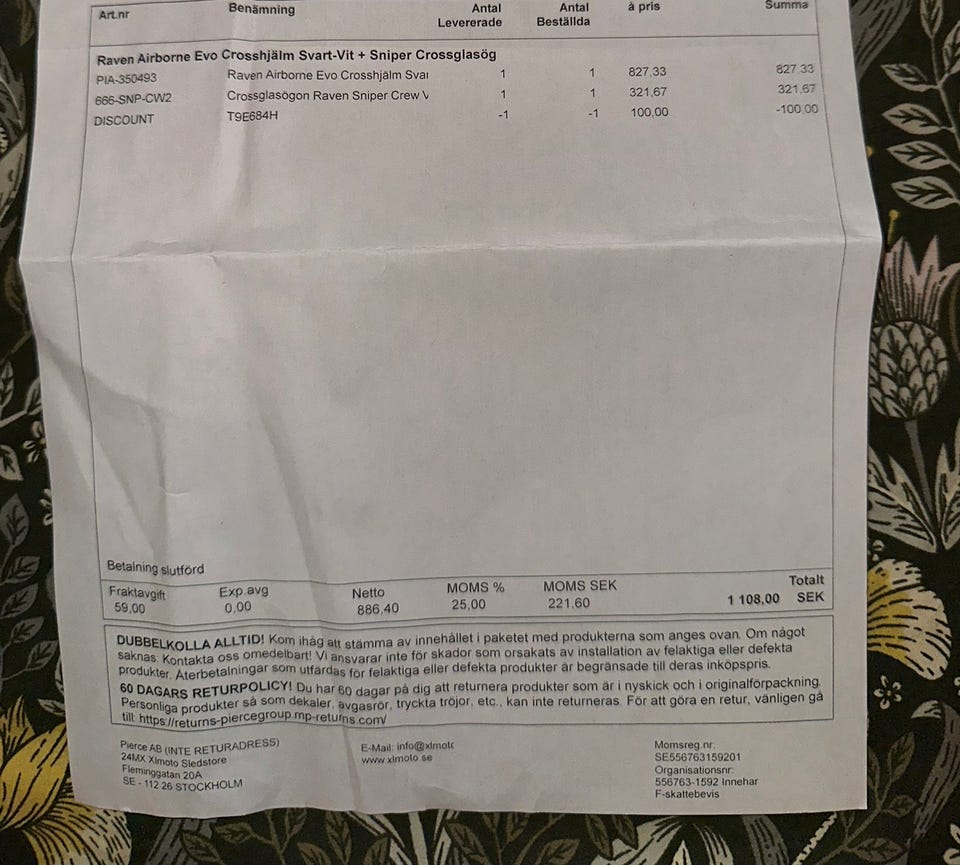 Art.nr Benämning Antal Levererade Antal Beställda à pris Summa
Raven Airborne Evo Crosshjälm Svart-Vit + Sniper Crossglasög
PIA-350493 Raven Airborne Evo Crosshjälm Svar 1 1 827,33 827,33
666-SNP-CW2 Crossglasögon Raven Sniper Crew V 1 1 321,67 321,67
DISCOUNT T9E684H -1 -1 100,00 -100,00
Betalning slutförd
Fraktavgift Exp.avg Netto MOMS % MOMS SEK Totalt
59,00 0,00 886,40 25,00 221,60 1 108,00 SEK
DUBBELKOLLA ALLTID! Kom ihåg att stämma av innehållet i paketet med produkterna som anges ovan. Om något
saknas. Kontakta oss omedelbart! Vi ansvarar inte för skador som orsakats av installation av felaktiga eller defekta
produkter. Återbetalningar som utfärdas för felaktiga eller defekta produkter är begränsade till deras inköpspris.
60 DAGARS RETURPOLICY! Du har 60 dagar på dig att returnera produkter som är i nyskick och i originalförpackning.
Personliga produkter så som dekaler, avgasrör, tryckta tröjor, etc., kan inte returneras. För att göra en retur, vänligen gå
till: https://returns-piercegroup.mp-returns.com/
Pierce AB (INTE RETURADRESS)
24MX Xlmoto Sledstore
Fleminggatan 20A
SE - 112 26 STOCKHOLM
E-Mail: info@xlmoto
www.xlmoto.se
Momsreg.nr:
SE556763159201
Organisationsnr:
556763-1592 Innehar
F-skattebevis